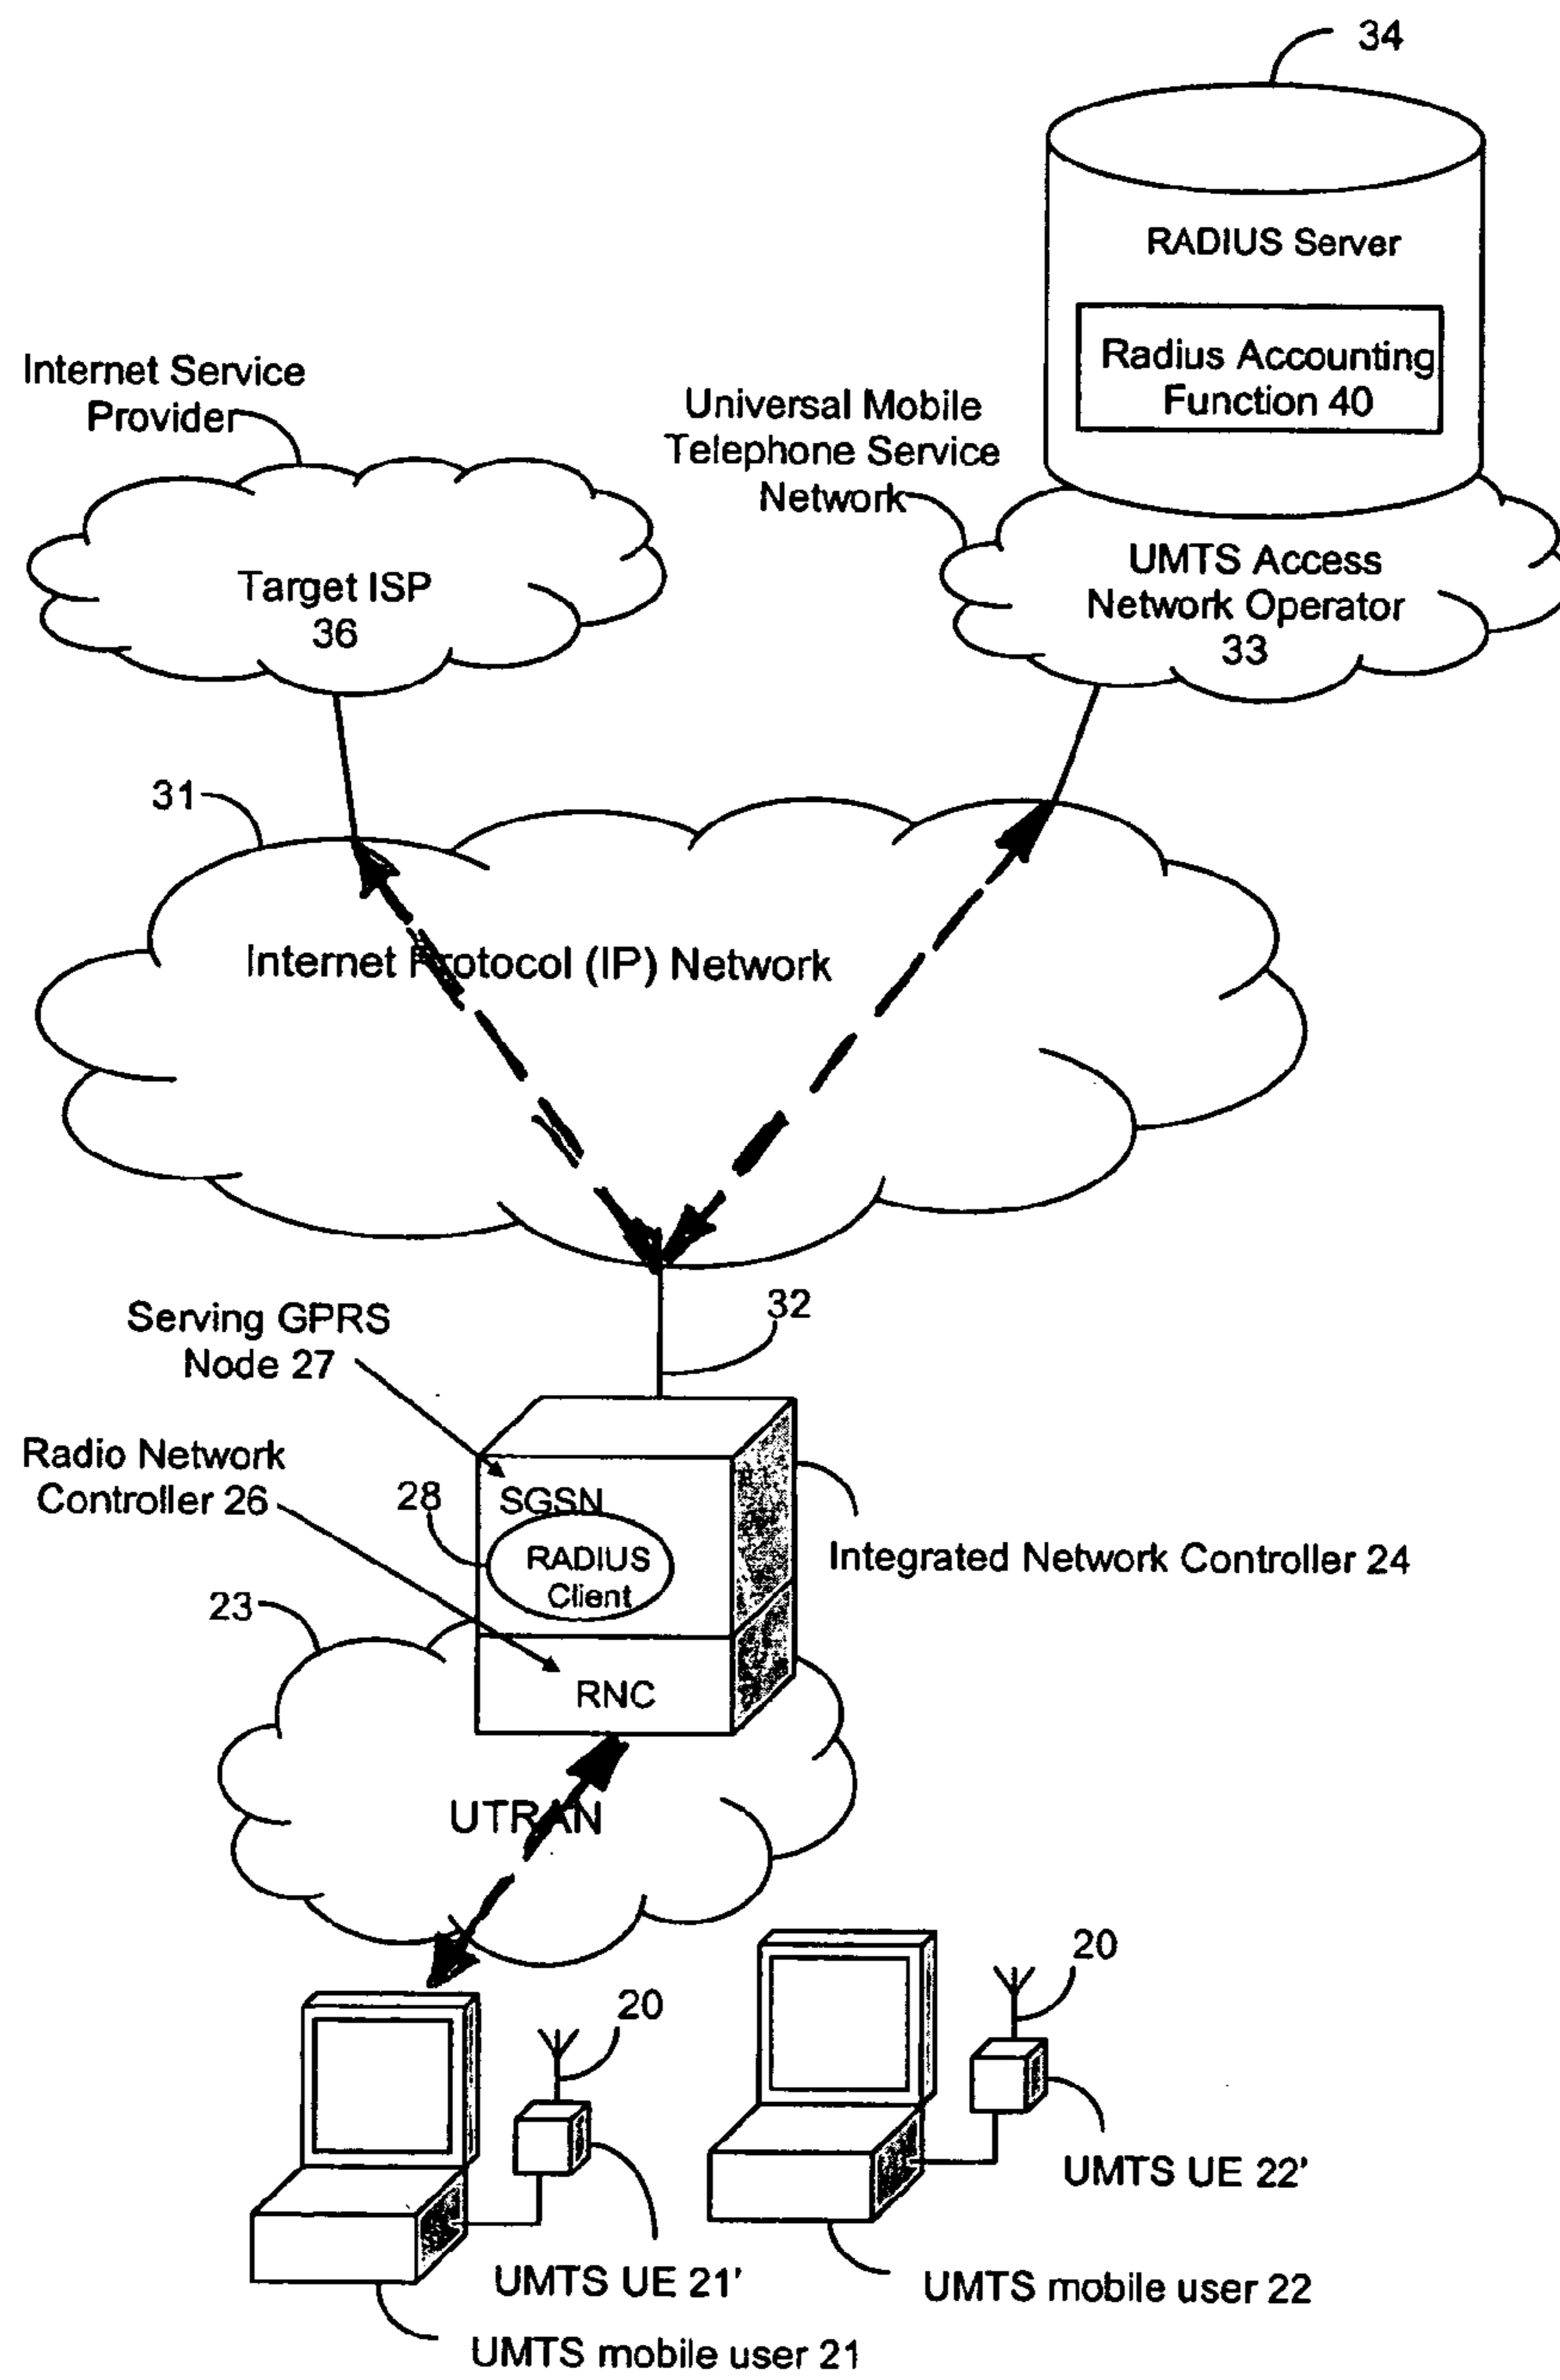 34
RADIUS Server
Radius Accounting
Function 40
Internet Service
Provider
Universal Mobile
Telephone Service
Network
Target ISP
36
UMTS Access
Network Operator
33
31
Internet Protocol (IP) Network
32
Serving GPRS
Node 27
Radio Network
Controller 26
28
SGSN
RADIUS
Client
Integrated Network Controller 24
23
RNC
UTRAN
20
20
UMTS UE 22'
UMTS UE 21'
UMTS mobile user 22
UMTS mobile user 21